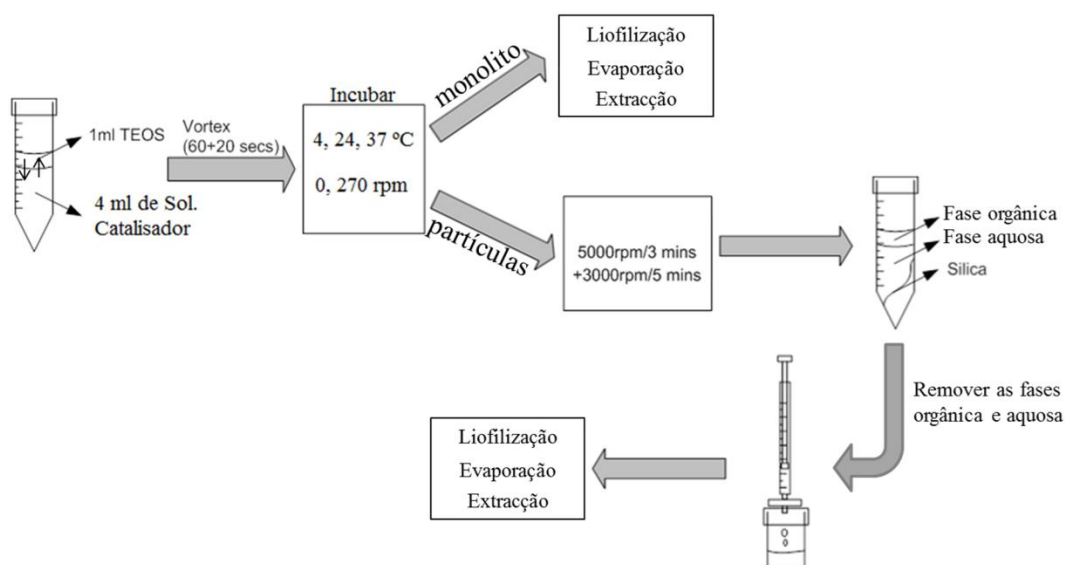 1ml TEOS
4 ml de Sol.
Catalisador
Vortex
(60+20 secs)
Incubar
4, 24, 37 ºC
0, 270 rpm
monolito
Liofilização
Evaporação
Extracção
partículas
5000rpm/3 mins
+3000rpm/5 mins
Fase orgânica
Fase aquosa
Silica
Remover as fases
orgânica e aquosa
Liofilização
Evaporação
Extracção